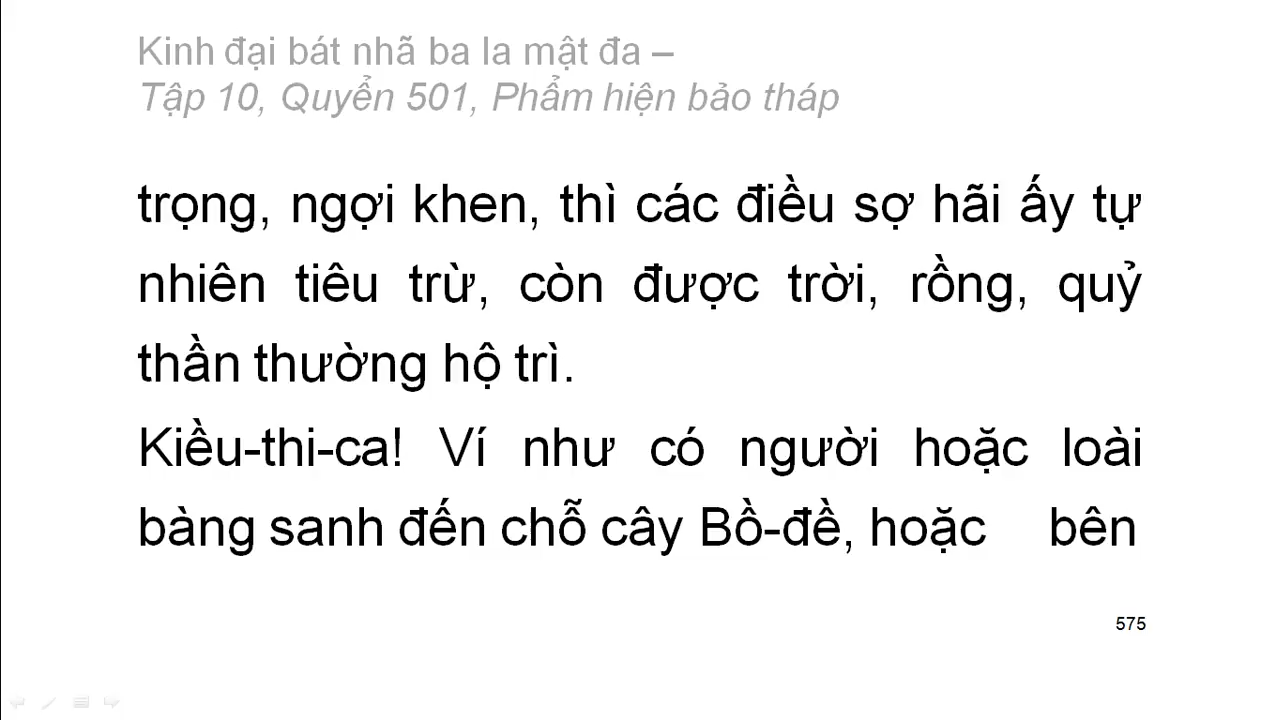 Kinh đại bát nhã ba la mật đa –
Tập 10, Quyển 501, Phẩm hiện bảo tháp
trọng, ngợi khen, thì các điều sợ hãi ấy tự
nhiên tiêu trừ, còn được trời, rồng, quỷ
thần thường hộ trì.
Kiều-thi-ca! Ví như có người hoặc loài
bàng sanh đến chỗ cây Bồ-đề, hoặc bên
575